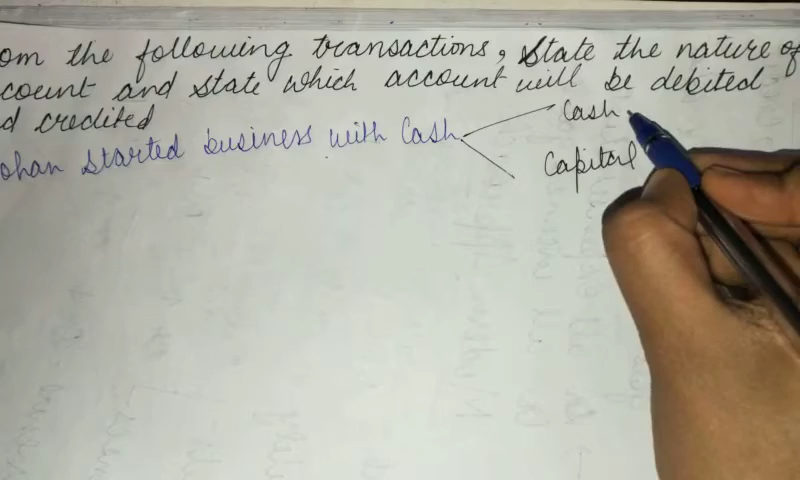 om the following transactions, State the nature of
count and state which account will be debited
d credited
ohan started business with Cash
Cash
Capital